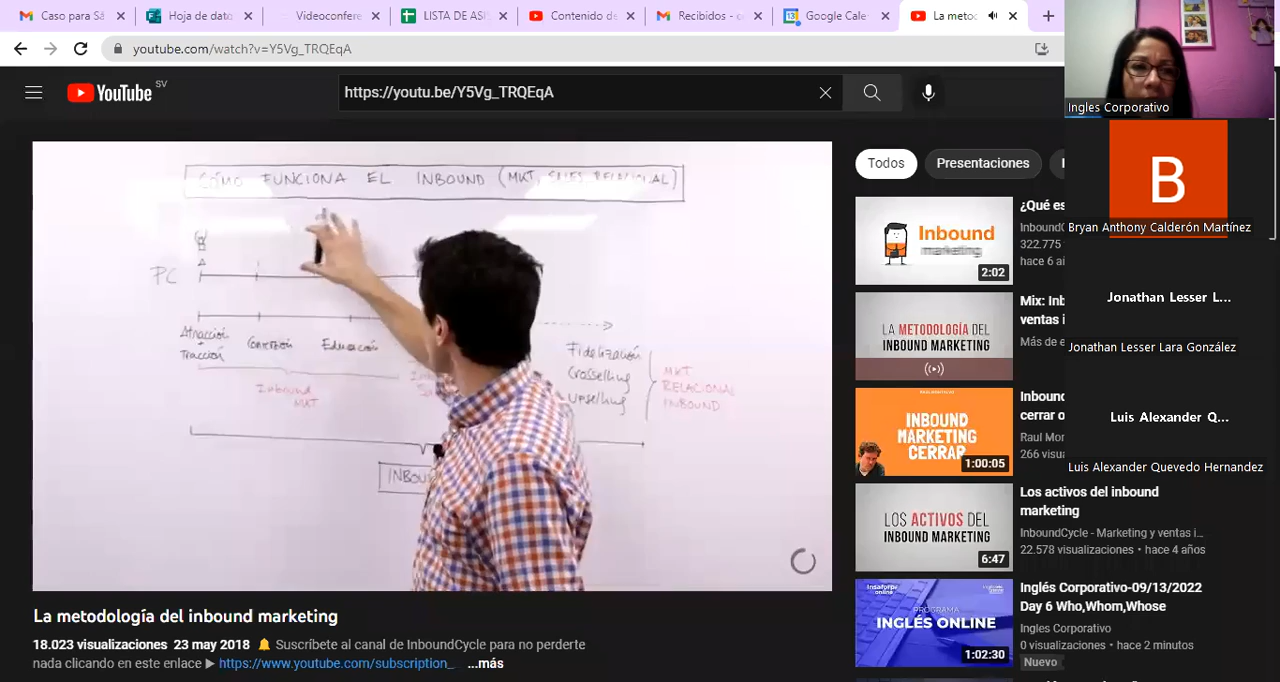 Caso para Sá
Hoja de dato
Videoconfere
LISTA DE ASI
Contenido de
Recibidos - o
Google Cale
La metod
youtube.com/watch?v=Y5Vg_TRQEqA
YouTube SV
https://youtu.be/Y5Vg_TRQEqA
Ingles Corporativo
B
Bryan Anthony Calderón Martínez
Jonathan Lesser L...
Jonathan Lesser Lara González
Luis Alexander Q...
Luis Alexander Quevedo Hernandez
CÓMO FUNCIONA EL INBOUND (MKT, SALES RELACIONAL)
PC
Atracción
Tracción
Conversión
Educación
Inbound
MKT
Fidelización
Crosselling
Upselling
MKT
RELACIONAL
INBOUND
INBOU
Todos
Presentaciones
Inbound
marketing
2:02
¿Qué es
InboundC
322.775
hace 6 añ
LA METODOLOGÍA DEL
INBOUND MARKETING
Mix: Inb
ventas i
Más de
INBOUND
MARKETING
CERRAR
1:00:05
Inbound
cerrar o
Raul Mor
266 visua
LOS ACTIVOS DEL
INBOUND MARKETING
6:47
Los activos del inbound
marketing
InboundCycle - Marketing y ventas i...
22.578 visualizaciones • hace 4 años
Insaforp
online
PROGRAMA
INGLÉS ONLINE
1:02:30
Inglés Corporativo-09/13/2022
Day 6 Who,Whom,Whose
Ingles Corporativo
0 visualizaciones • hace 2 minutos
Nuevo
La metodología del inbound marketing
18.023 visualizaciones 23 may 2018 Suscríbete al canal de InboundCycle para no perderte
nada clicando en este enlace ▶ https://www.youtube.com/subscription_ ...más